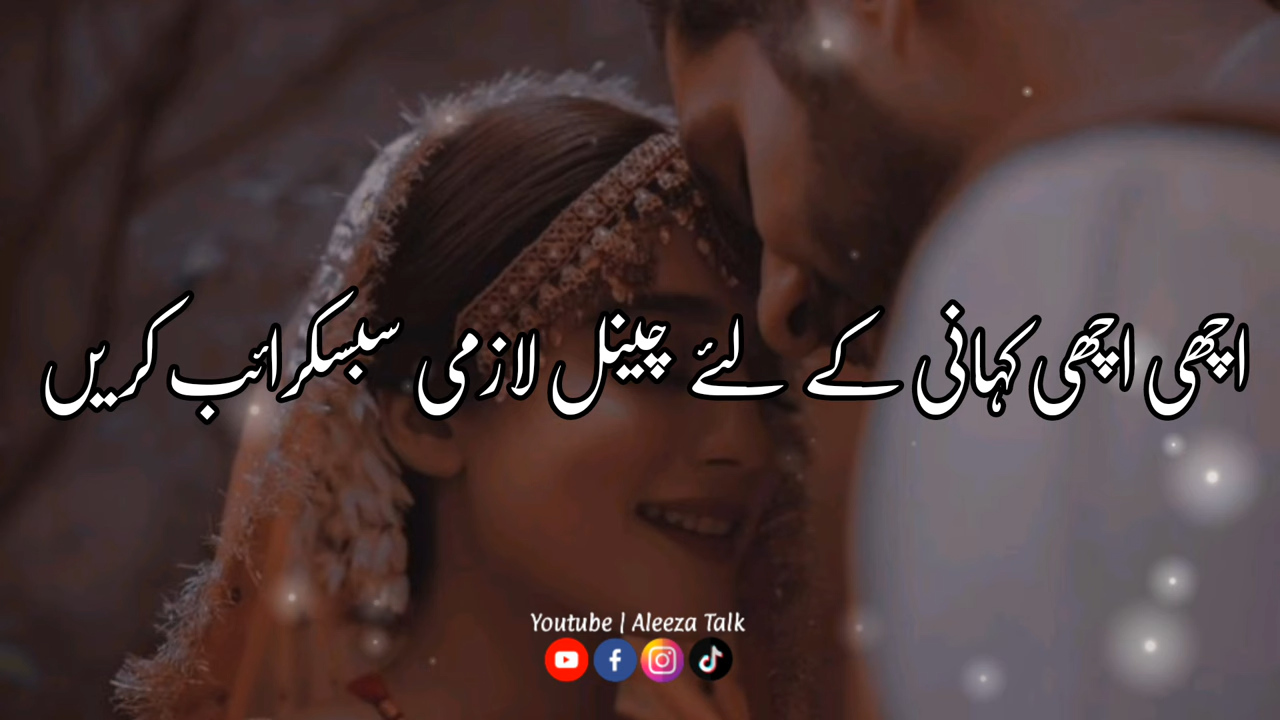 اچھی اچھی کہانی کے لئے چینل لازمی سبسکرائب کریں
Youtube | Aleeza Talk